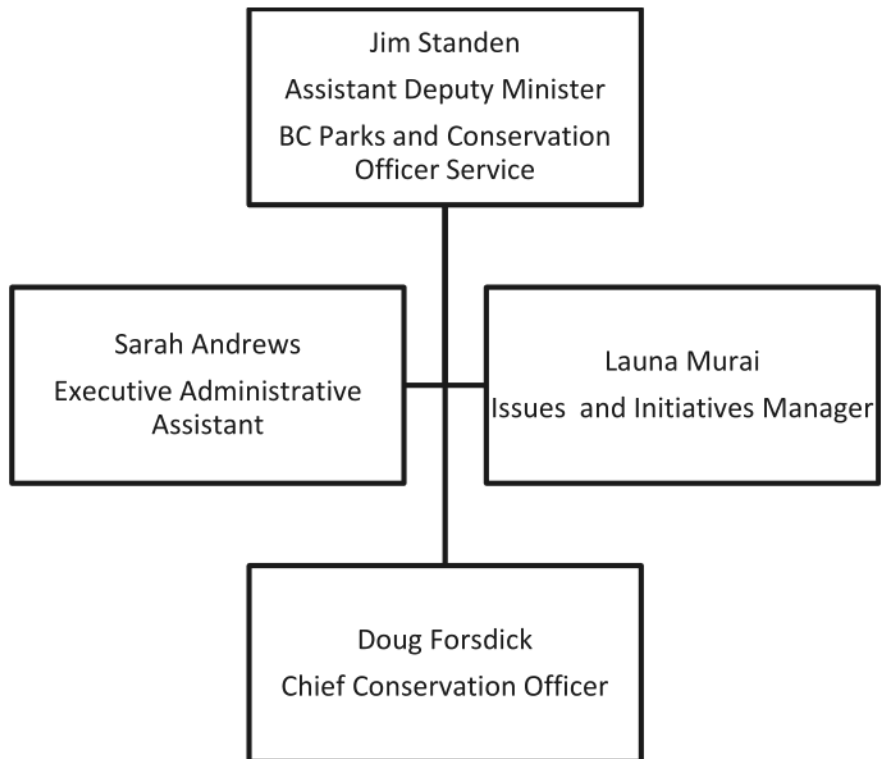 Jim Standen
Assistant Deputy Minister
BC Parks and Conservation
Officer Service
Sarah Andrews
Executive Administrative
Assistant
Launa Murai
Issues  and Initiatives Manager
Doug Forsdick
Chief Conservation Officer